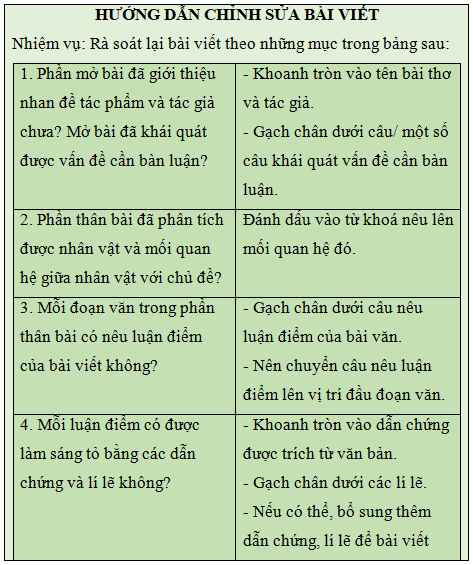 HƯỚNG DẪN CHỈNH SỬA BÀI VIẾT
Nhiệm vụ: Rà soát lại bài viết theo những mục trong bảng sau:
1. Phần mở bài đã giới thiệu
nhan đề tác phẩm và tác giả
chưa? Mở bài đã khái quát
được vấn đề cần bàn luận?
- Khoanh tròn vào tên bài thơ
và tác giả.
- Gạch chân dưới câu/ một số
câu khái quát vấn đề cần bàn
luận.
2. Phần thân bài đã phân tích
được nhân vật và mối quan
hệ giữa nhân vật với chủ đề?
Đánh dấu vào từ khoá nêu lên
mối quan hệ đó.
3. Mỗi đoạn văn trong phần
thân bài có nêu luận điểm
của bài viết không?
- Gạch chân dưới câu nêu
luận điểm của bài văn.
- Nên chuyển câu nêu luận
điểm lên vị trí đầu đoạn văn.
4. Mỗi luận điểm có được
làm sáng tỏ bằng các dẫn
chứng và lí lẽ không?
- Khoanh tròn vào dẫn chứng
được trích từ văn bản.
- Gạch chân dưới các lí lẽ.
- Nếu có thể, bổ sung thêm
dẫn chứng, lí lẽ để bài viết